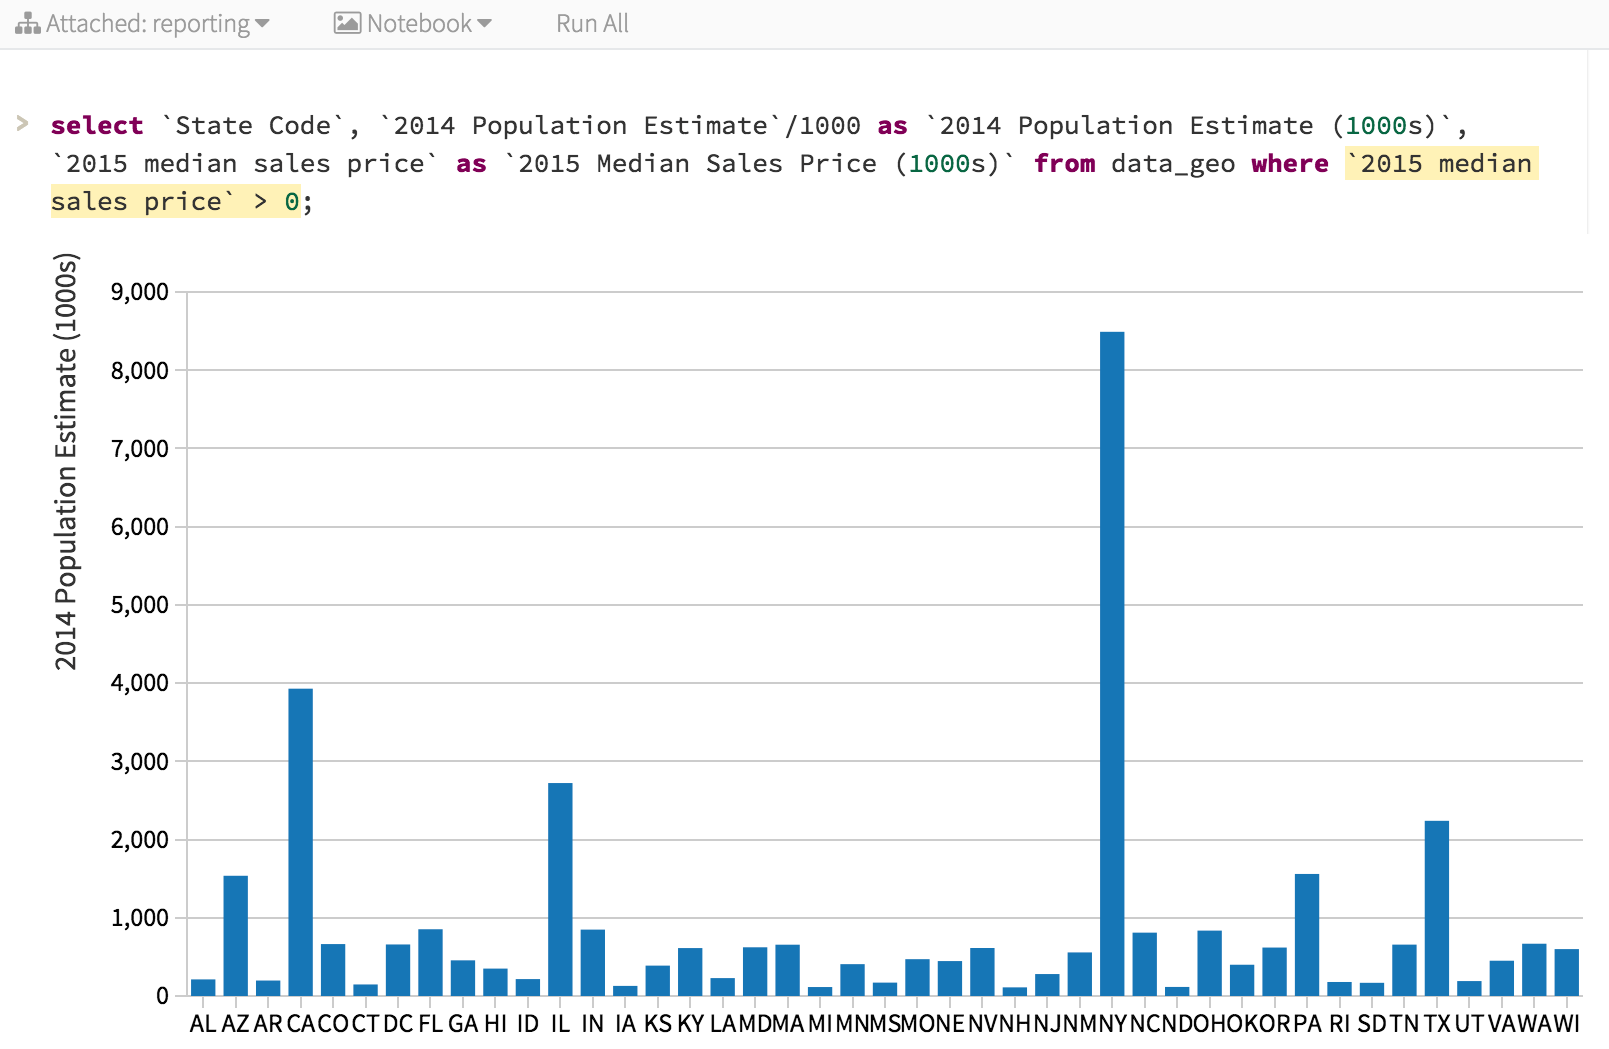 Attached: reporting Notebook Run All
> select `State Code`, `2014 Population Estimate`/1000 as `2014 Population Estimate (1000s)`,
`2015 median sales price` as `2015 Median Sales Price (1000s)` from data_geo where `2015 median
sales price` > 0;
2014 Population Estimate (1000s)
9,000
8,000
7,000
6,000
5,000
4,000
3,000
2,000
1,000
0
AL AZ AR CA CO CT DC FL GA HI ID IL IN IA KS KY LA MD MA MI MN MS MO NE NV NH NJ NM NY NC ND OH OK OR PA RI SD TN TX UT VA WA WI